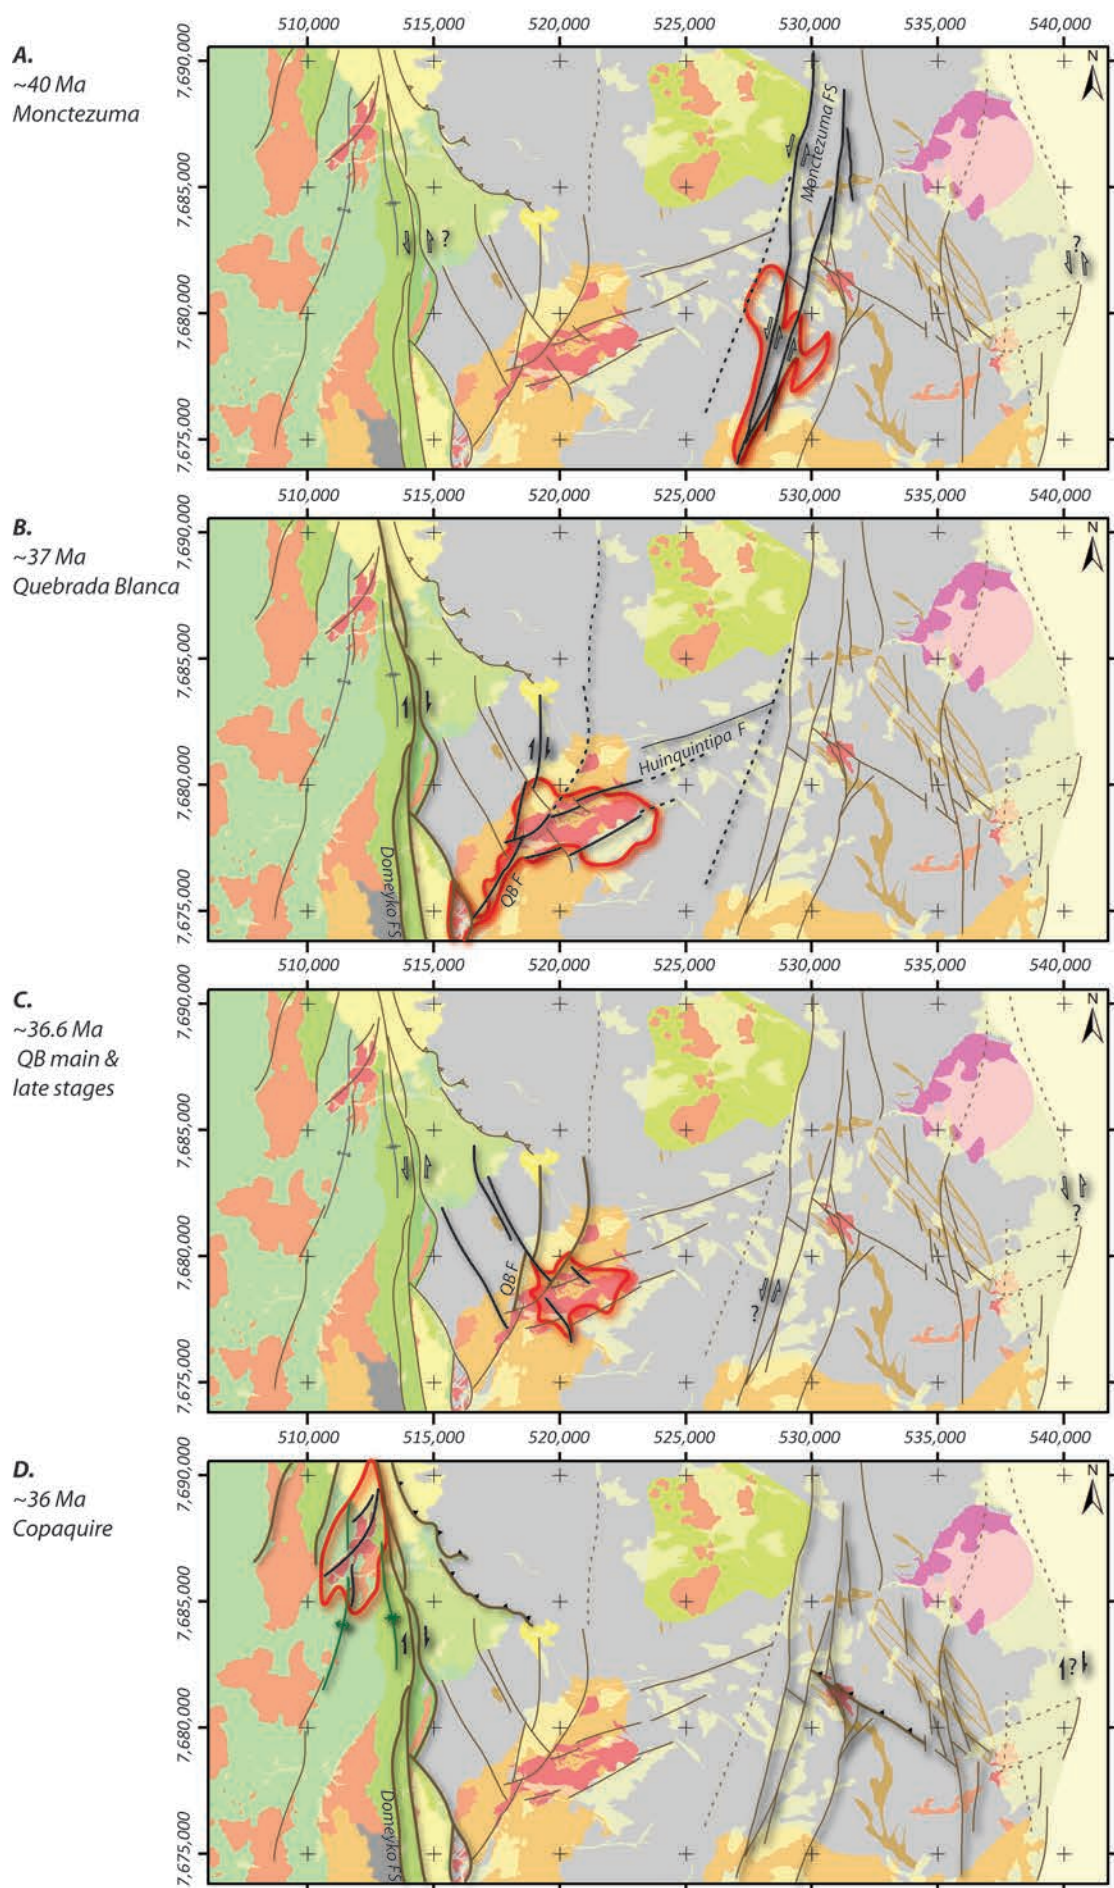 510,000 515,000 520,000 525,000 530,000 535,000 540,000
A.
~40 Ma
Monctezuma
7,690,000
7,685,000
7,680,000
7,675,000
N
Monctezuma FS
?
?
510,000 515,000 520,000 525,000 530,000 535,000 540,000
B.
~37 Ma
Quebrada Blanca
7,690,000
7,685,000
7,680,000
7,675,000
N
Huinquintipa F
Domeyko FS
QB F
510,000 515,000 520,000 525,000 530,000 535,000 540,000
C.
~36.6 Ma
QB main &
late stages
7,690,000
7,685,000
7,680,000
7,675,000
N
?
QB F
?
510,000 515,000 520,000 525,000 530,000 535,000 540,000
D.
~36 Ma
Copaquire
7,690,000
7,685,000
7,680,000
7,675,000
N
?
Domeyko FS